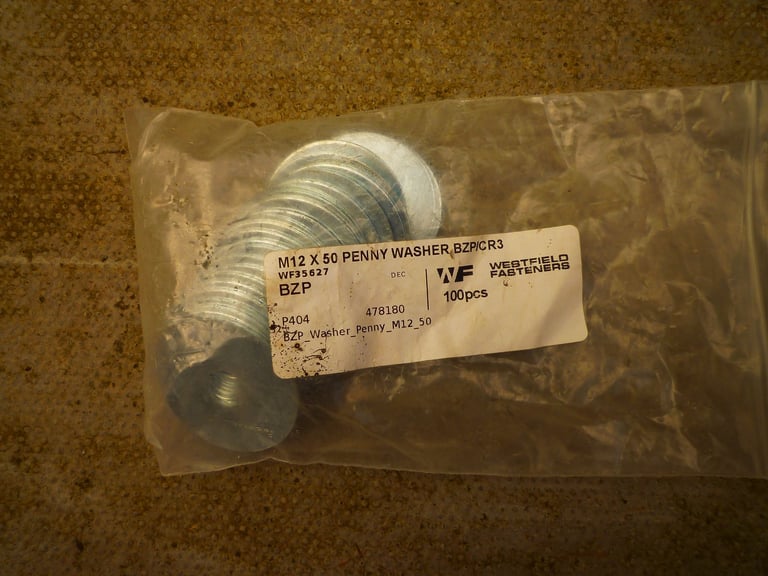 M12 X 50 PENNY WASHER BZP/CR3
WF35627
DEC
BZP
WF WESTFIELD
FASTENERS
100pcs
P404
478180
BZP_Washer_Penny_M12_50